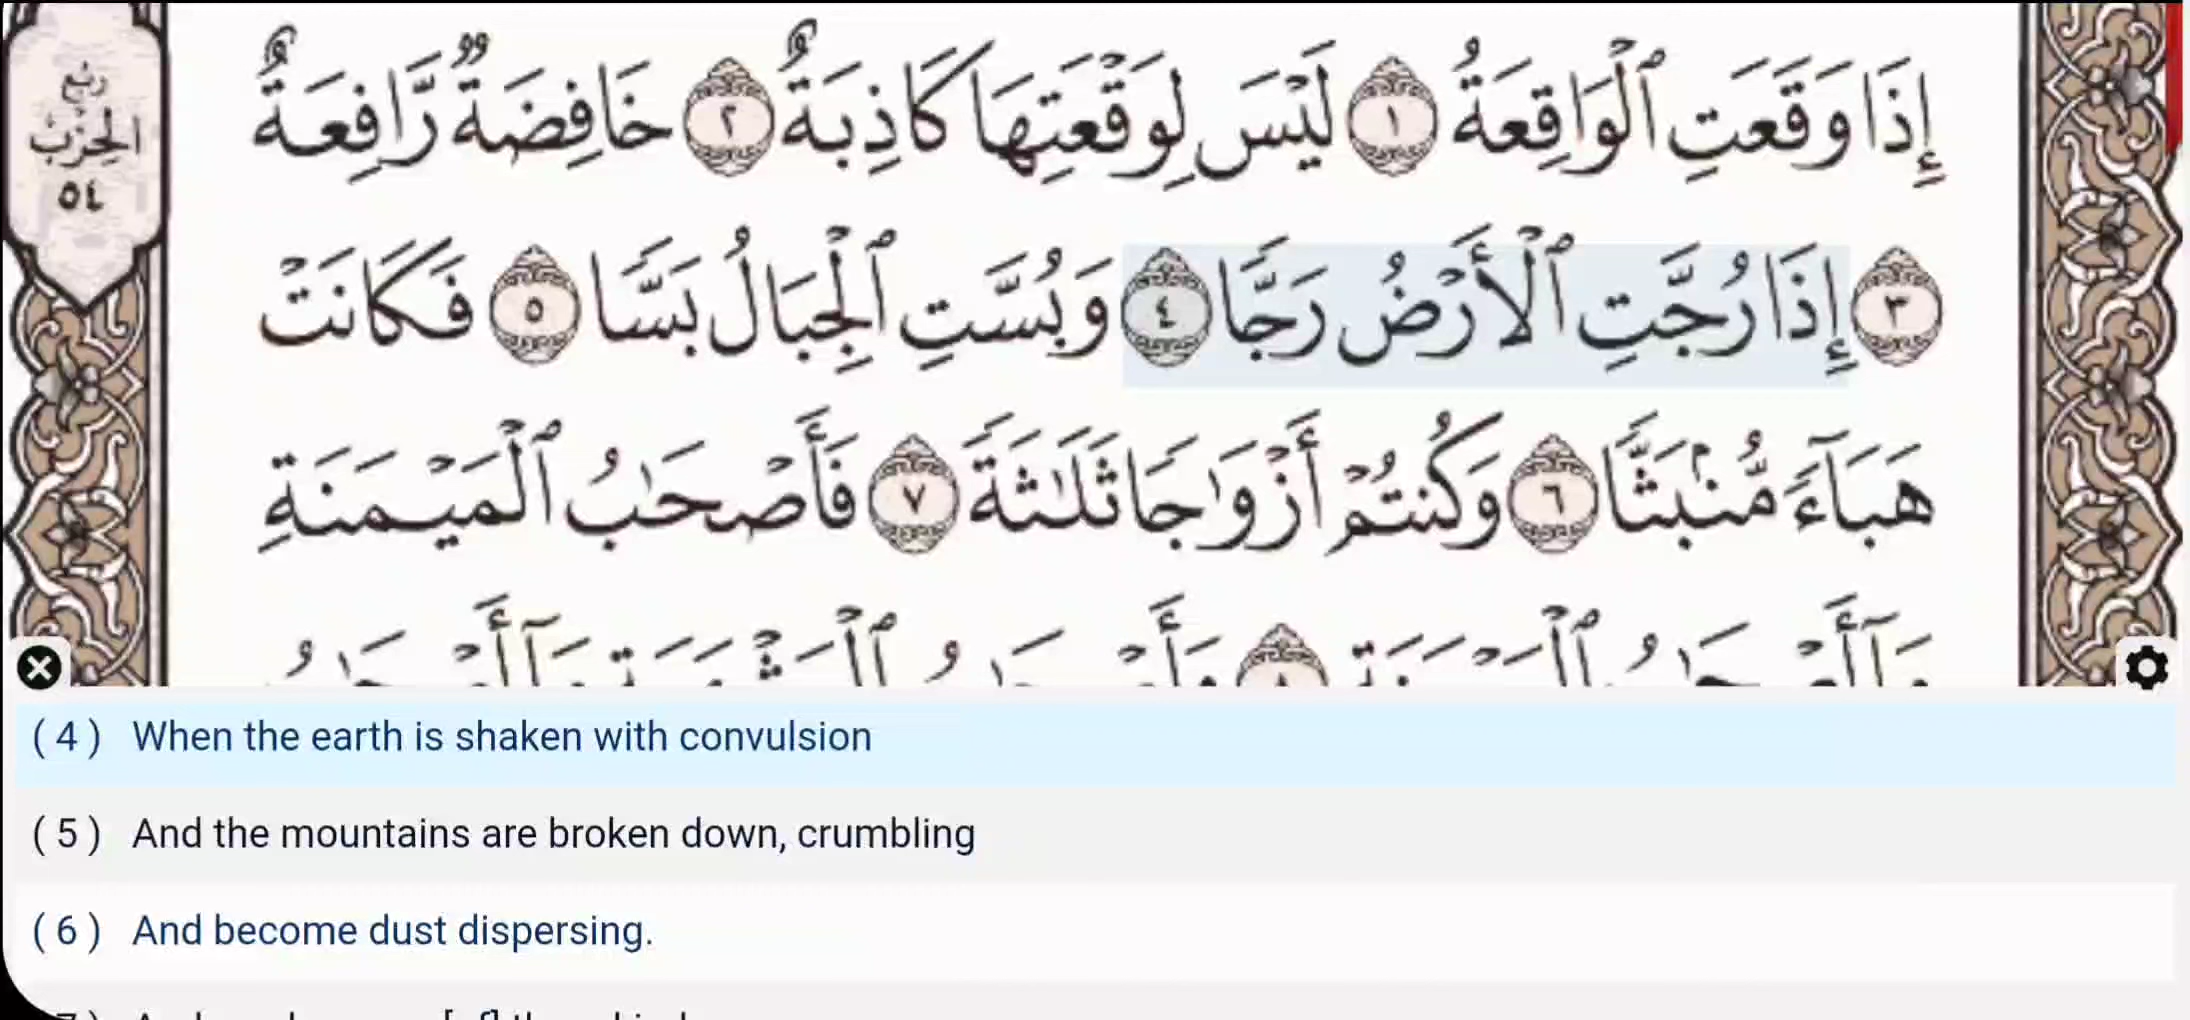 ربع
الحزب
٥٤
إِذَا وَقَعَتِ ٱلْوَاقِعَةُ ١ لَيْسَ لِوَقْعَتِهَا كَاذِبَةٌ ٢ خَافِضَةٌ رَّافِعَةٌ
٣ إِذَا رُجَّتِ ٱلْأَرْضُ رَجًّا ٤ وَبُسَّتِ ٱلْجِبَالُ بَسًّا ٥ فَكَانَتْ
هَبَآءً مُّنۢبَثًّا ٦ وَكُنتُمْ أَزْوَٰجًا ثَلَٰثَةً ٧ فَأَصْحَٰبُ ٱلْمَيْمَنَةِ
( 4 ) When the earth is shaken with convulsion
( 5 ) And the mountains are broken down, crumbling
( 6 ) And become dust dispersing.